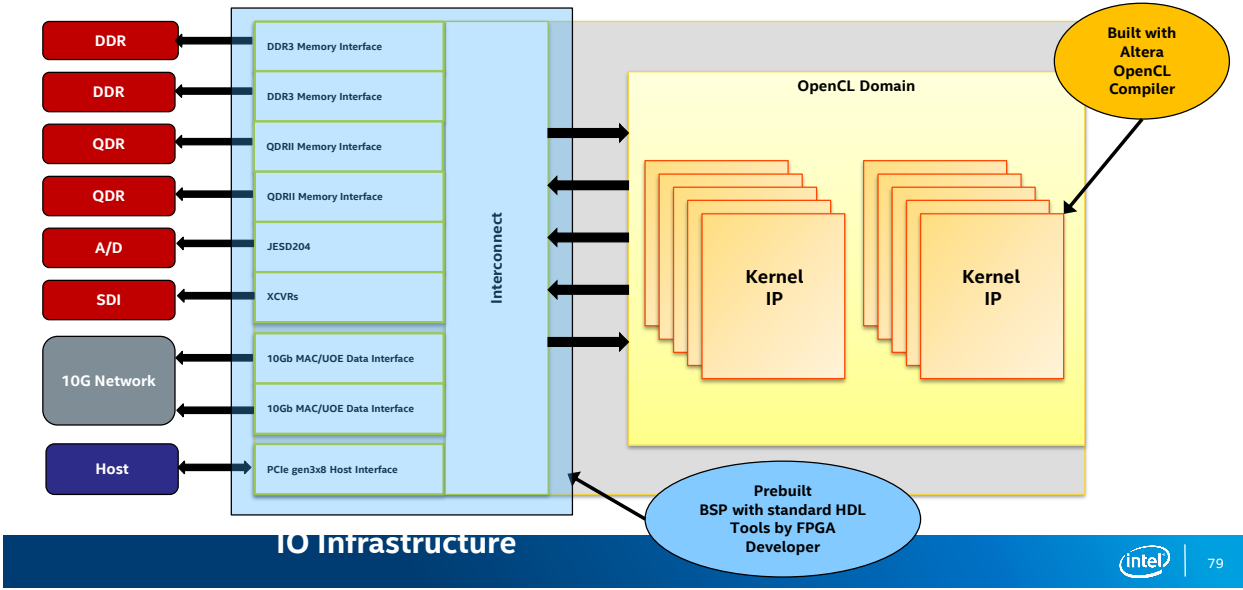 DDR
DDR
QDR
QDR
A/D
SDI
10G Network
Host
DDR3 Memory Interface
DDR3 Memory Interface
QDRII Memory Interface
QDRII Memory Interface
JESD204
XCVRs
10Gb MAC/UOE Data Interface
10Gb MAC/UOE Data Interface
PCIe gen3x8 Host Interface
Interconnect
OpenCL Domain
Kernel
IP
Kernel
IP
Built with
Altera
OpenCL
Compiler
Prebuilt
BSP with standard HDL
Tools by FPGA
Developer
IO Infrastructure
intel
79